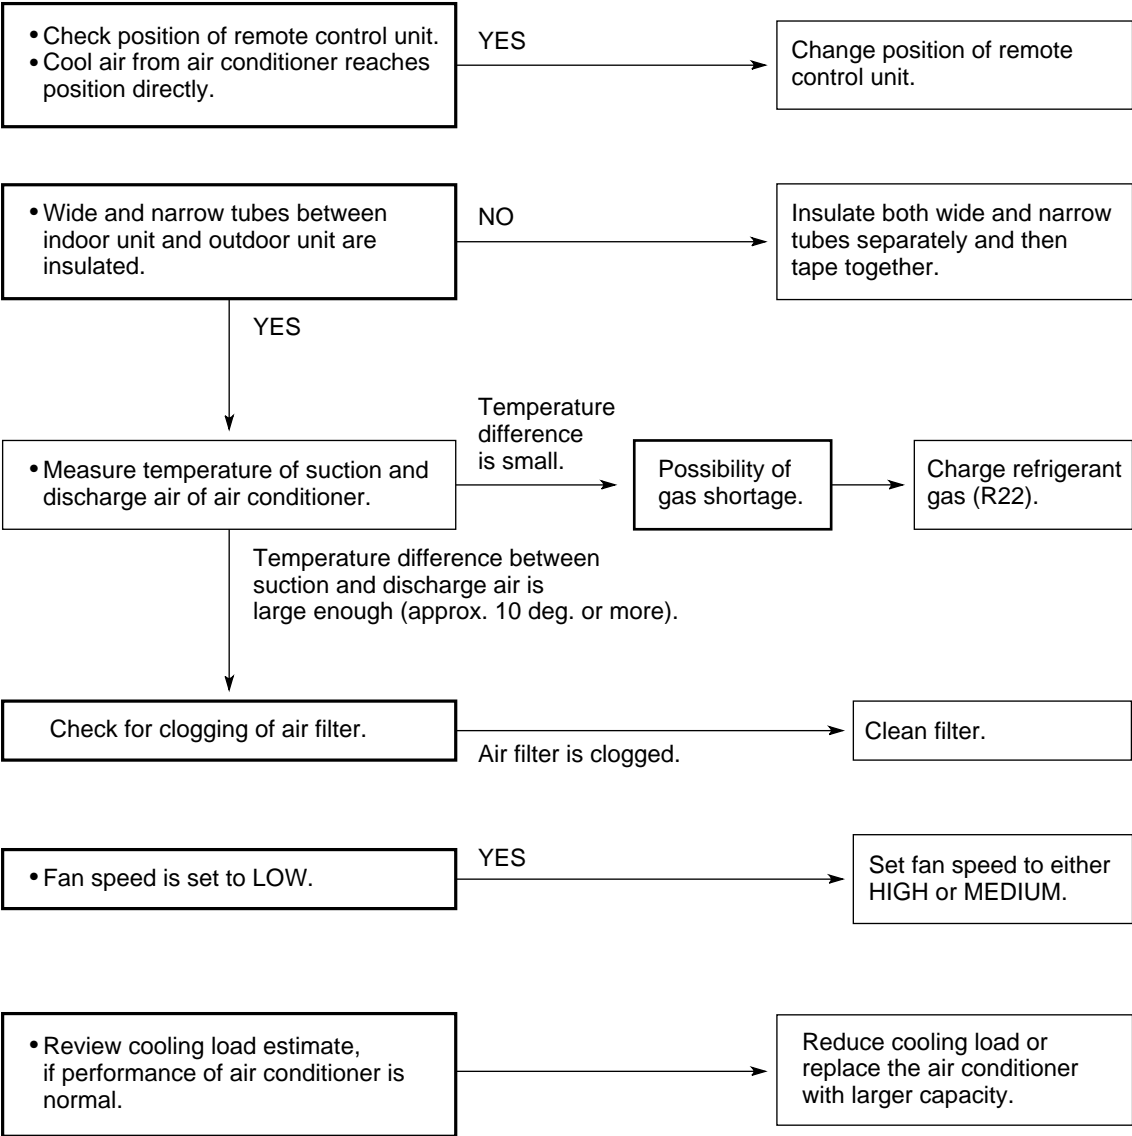 • Check position of remote control unit.
• Cool air from air conditioner reaches
position directly.
YES
Change position of remote
control unit.
• Wide and narrow tubes between
indoor unit and outdoor unit are
insulated.
NO
Insulate both wide and narrow
tubes separately and then
tape together.
YES
• Measure temperature of suction and
discharge air of air conditioner.
Temperature
difference
is small.
Possibility of
gas shortage.
Charge refrigerant
gas (R22).
Temperature difference between
suction and discharge air is
large enough (approx. 10 deg. or more).
Check for clogging of air filter.
Air filter is clogged.
Clean filter.
• Fan speed is set to LOW.
YES
Set fan speed to either
HIGH or MEDIUM.
• Review cooling load estimate,
if performance of air conditioner is
normal.
Reduce cooling load or
replace the air conditioner
with larger capacity.